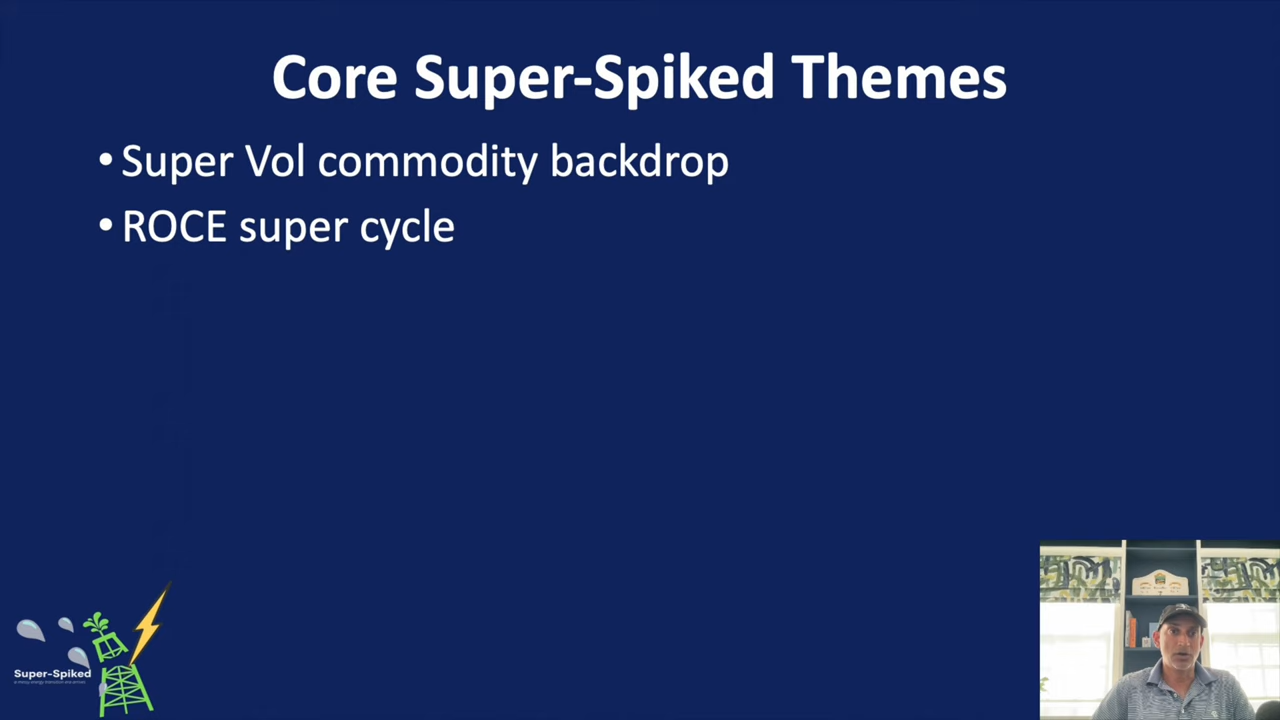 Core Super-Spiked Themes
• Super Vol commodity backdrop
• ROCE super cycle
Super-Spiked